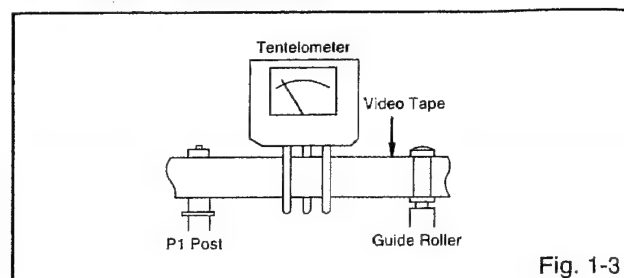 Tentelometer
Video Tape
P1 Post
Guide Roller
Fig. 1-3